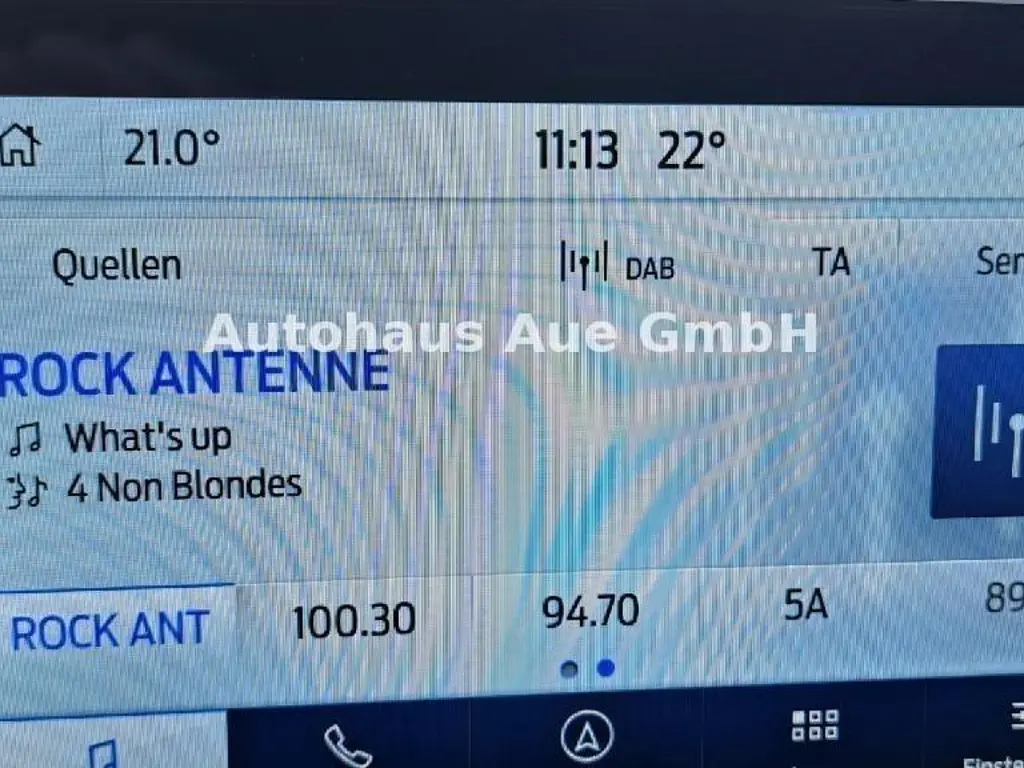 21.0° 11:13 22°
Quellen DAB TA
Autohaus Aue GmbH
ROCK ANTENNE
What's up
4 Non Blondes
ROCK ANT 100.30 94.70 5A